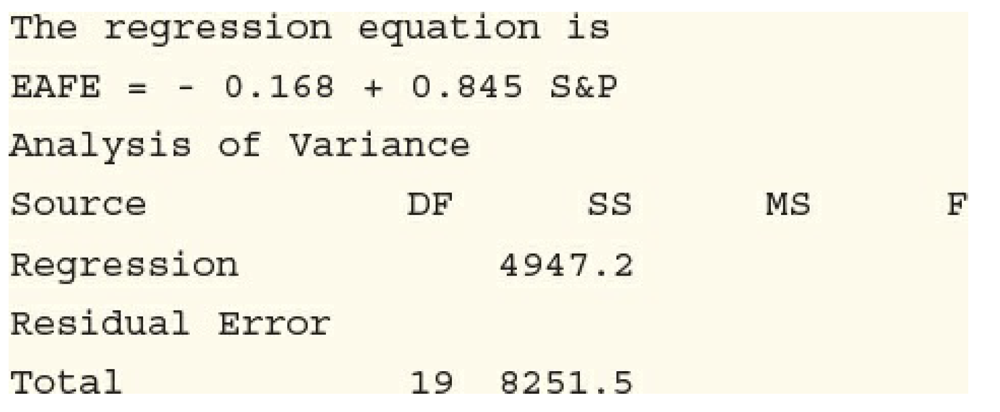 The regression equation is
EAFE = - 0.168 + 0.845 S&P
Analysis of Variance
Source DF SS MS F
Regression 4947.2
Residual Error
Total 19 8251.5